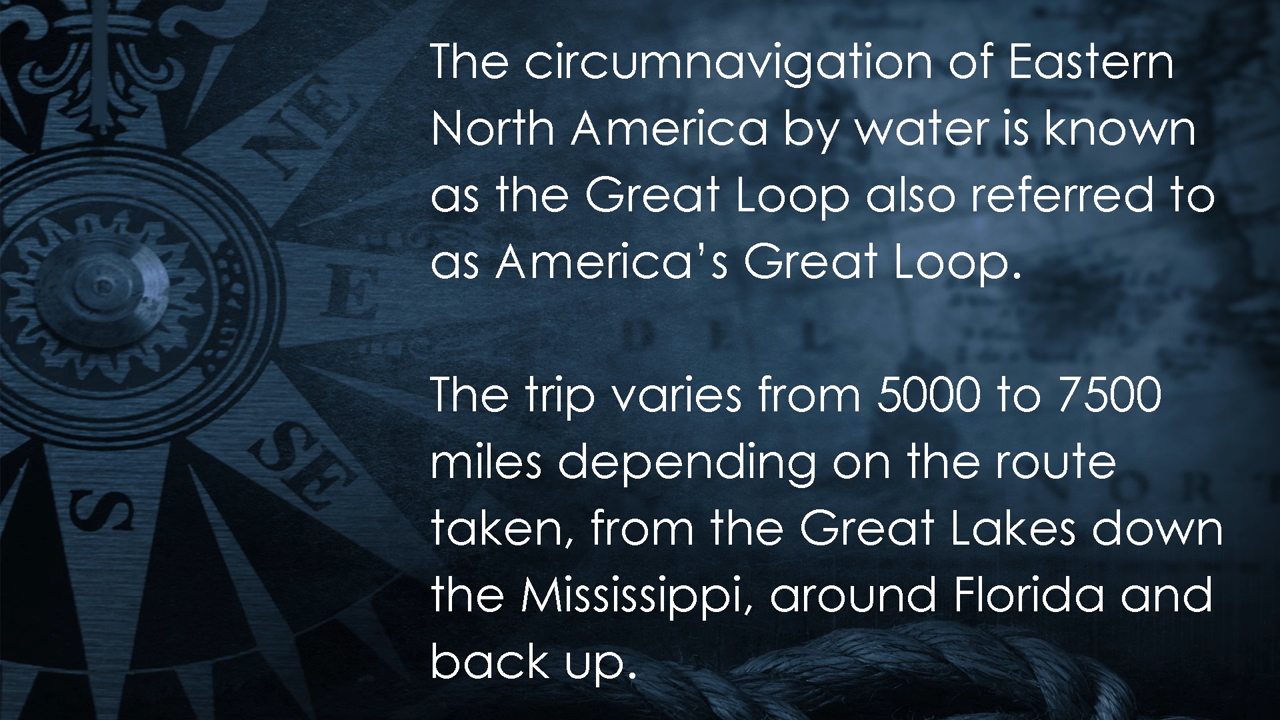 The circumnavigation of Eastern
North America by water is known
as the Great Loop also referred to
as America’s Great Loop.
The trip varies from 5000 to 7500
miles depending on the route
taken, from the Great Lakes down
the Mississippi, around Florida and
back up.
NE
E
SE
S
D E L
N O R